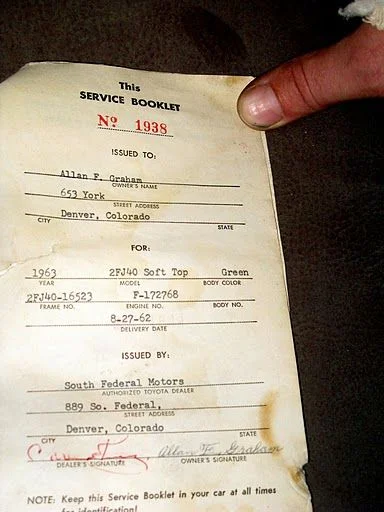 This
SERVICE BOOKLET
Nº 1938
ISSUED TO:
Allan F. Graham
OWNER'S NAME
653 York
STREET ADDRESS
Denver, Colorado
CITY STATE
FOR:
1963 2FJ40 Soft Top Green
YEAR MODEL BODY COLOR
2FJ40-16523 F-172768
FRAME NO. ENGINE NO. BODY NO.
8-27-62
DELIVERY DATE
ISSUED BY:
South Federal Motors
AUTHORIZED TOYOTA DEALER
889 So. Federal,
STREET ADDRESS
Denver, Colorado
CITY STATE
Allan F. Graham
DEALER'S SIGNATURE OWNER'S SIGNATURE
NOTE: Keep this Service Booklet in your car at all times
for identification!